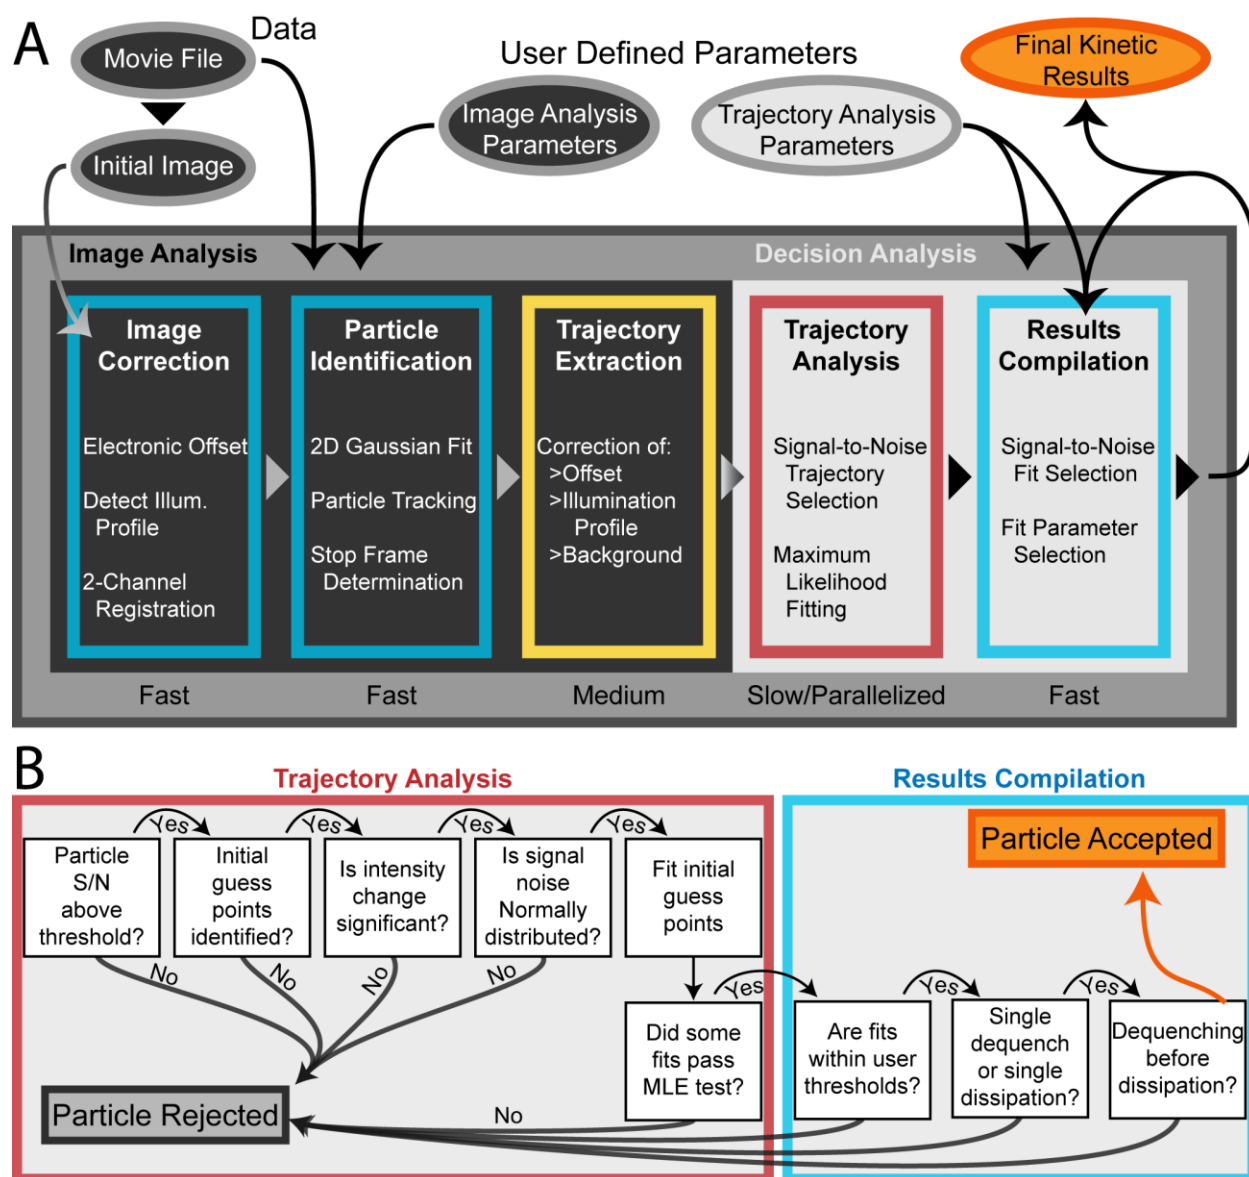 A
Data
Movie File
Initial Image
User Defined Parameters
Image Analysis
Parameters
Trajectory Analysis
Parameters
Final Kinetic
Results
Image Analysis
Decision Analysis
Image
Correction
Electronic Offset
Detect Illum.
Profile
2-Channel
Registration
Fast
Particle
Identification
2D Gaussian Fit
Particle Tracking
Stop Frame
Determination
Fast
Trajectory
Extraction
Correction of:
>Offset
>Illumination
Profile
>Background
Medium
Trajectory
Analysis
Signal-to-Noise
Trajectory
Selection
Maximum
Likelihood
Fitting
Slow/Parallelized
Results
Compilation
Signal-to-Noise
Fit Selection
Fit Parameter
Selection
Fast
B
Trajectory Analysis
Particle
S/N
above
threshold?
Yes
No
Initial
guess
points
identified?
Yes
No
Is intensity
change
significant?
Yes
No
Is signal
noise
Normally
distributed?
Yes
No
Fit initial
guess
points
Did some
fits pass
MLE test?
Yes
No
Particle Rejected
Results Compilation
Particle Accepted
Are fits
within user
thresholds?
Yes
Single
dequench
or single
dissipation?
Yes
Dequenching
before
dissipation?